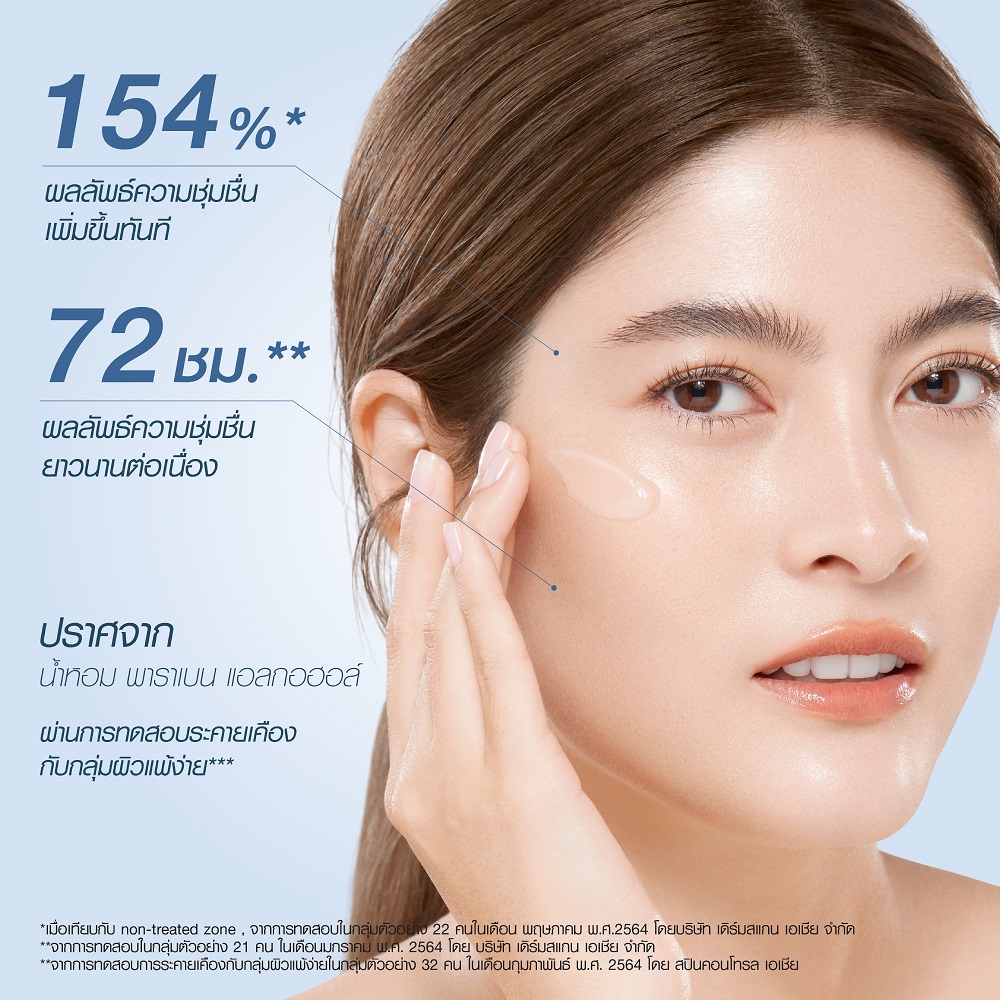 154%*
ผลลัพธ์ความชุ่มชื่น
เพิ่มขึ้นทันที
72 ชม.**
ผลลัพธ์ความชุ่มชื่น
ยาวนานต่อเนื่อง
ปราศจาก
น้ำหอม พาราเบน แอลกอฮอล์
ผ่านการทดสอบระคายเคือง
กับกลุ่มผิวแพ้ง่าย***
*เมื่อเทียบกับ non-treated zone , จากการทดสอบในกลุ่มตัวอย่าง 22 คนในเดือน พฤษภาคม พ.ศ.2564 โดยบริษัท เดิร์มสแกน เอเชีย จำกัด
**จากการทดสอบในกลุ่มตัวอย่าง 21 คน ในเดือนมกราคม พ.ศ. 2564 โดย บริษัท เดิร์มสแกน เอเชีย จำกัด
**จากการทดสอบการระคายเคืองกับกลุ่มผิวแพ้ง่ายในกลุ่มตัวอย่าง 32 คน ในเดือนกุมภาพันธ์ พ.ศ. 2564 โดย สปินคอนโทรล เอเชีย